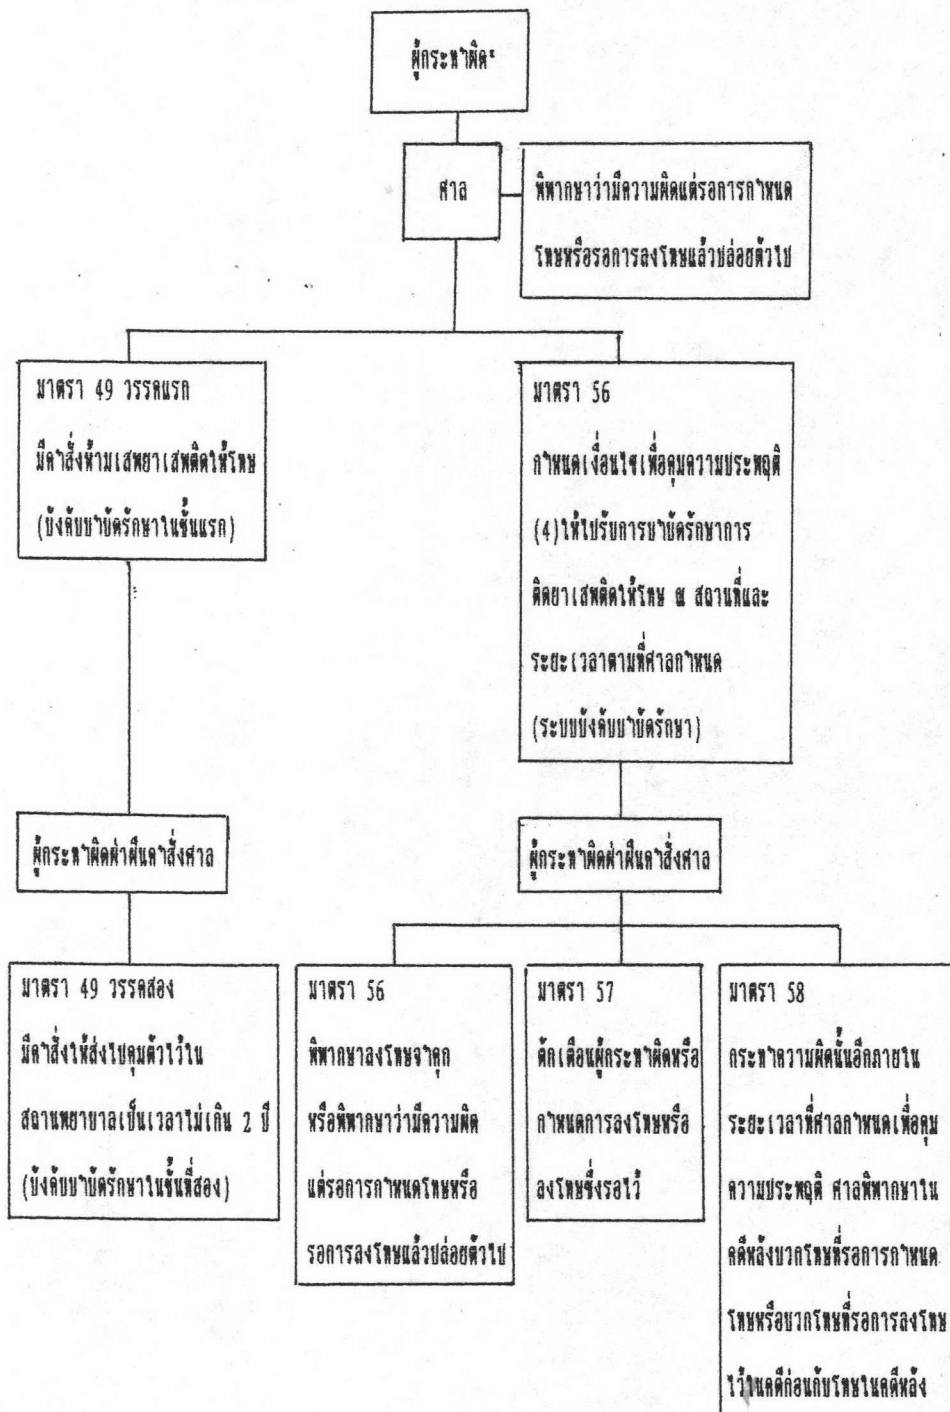 ผู้กระทำผิด
ศาล
พิพากษาว่ามีความผิดแต่รอการกำหนด
โทษหรือรอการลงโทษแล้วปล่อยตัวไป
มาตรา 49 วรรคแรก
มีคำสั่งห้ามเสพยาเสพติดให้โทษ
(บังคับบำบัดรักษาในชั้นแรก)
มาตรา 56
กำหนดเงื่อนไขเพื่อคุมความประพฤติ
(4)ให้ไปรับการบำบัดรักษาการ
ติดยาเสพติดให้โทษ ณ สถานที่และ
ระยะเวลาตามที่ศาลกำหนด
(ระบบบังคับบำบัดรักษา)
ผู้กระทำผิดฝ่าฝืนคำสั่งศาล
ผู้กระทำผิดฝ่าฝืนคำสั่งศาล
มาตรา 49 วรรคสอง
มีคำสั่งให้ส่งไปคุมตัวไว้ใน
สถานพยาบาลเป็นเวลาไม่เกิน 2 ปี
(บังคับบำบัดรักษาในชั้นที่สอง)
มาตรา 56
พิพากษาลงโทษจำคุก
หรือพิพากษาว่ามีความผิด
แต่รอการกำหนดโทษหรือ
รอการลงโทษแล้วปล่อยตัวไป
มาตรา 57
ตักเตือนผู้กระทำผิดหรือ
กำหนดการลงโทษหรือ
ลงโทษซึ่งรอไว้
มาตรา 58
กระทำความผิดนั้นอีกภายใน
ระยะเวลาที่ศาลกำหนดเพื่อคุม
ความประพฤติ ศาลพิพากษาใน
คดีหลังบวกโทษที่รอการกำหนด
โทษหรือบวกโทษที่รอการลงโทษ
ไว้ในคดีก่อนกับโทษในคดีหลัง